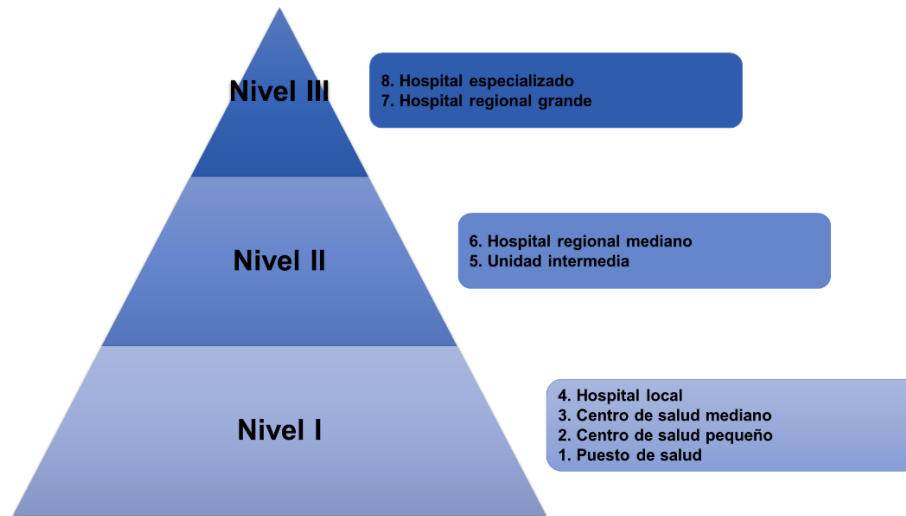 Nivel III
8. Hospital especializado
7. Hospital regional grande
Nivel II
6. Hospital regional mediano
5. Unidad intermedia
Nivel I
4. Hospital local
3. Centro de salud mediano
2. Centro de salud pequeño
1. Puesto de salud